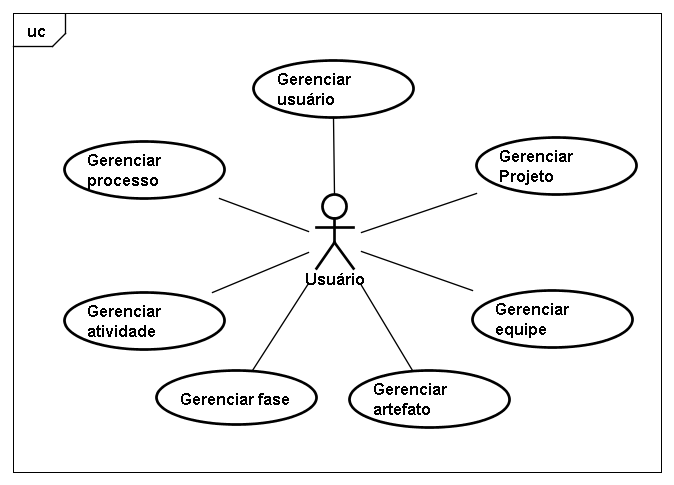 uc
Gerenciar
usuário
Gerenciar
processo
Gerenciar
Projeto
Usuário
Gerenciar
atividade
Gerenciar
equipe
Gerenciar fase
Gerenciar
artefato